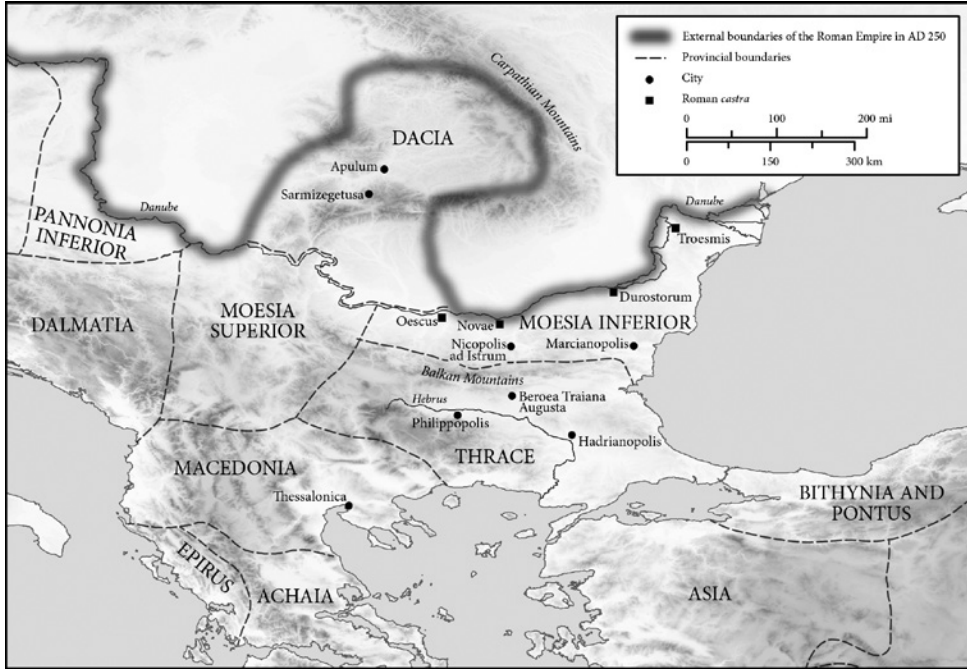 External boundaries of the Roman Empire in AD 250
Provincial boundaries
City
Roman castra
0 100 200 mi
0 150 300 km
Carpathian Mountains
DACIA
Apulum
Sarmizegetusa
Danube
Danube
Troesmis
PANNONIA
INFERIOR
Durostorum
MOESIA
SUPERIOR
DALMATIA
Oescus
Novae
MOESIA INFERIOR
Nicopolis
ad Istrum
Marcianopolis
Balkan Mountains
Hebrus
Beroea Traiana
Augusta
Philippopolis
Hadrianopolis
THRACE
MACEDONIA
Thessalonica
BITHYNIA AND
PONTUS
EPIRUS
ACHAIA
ASIA